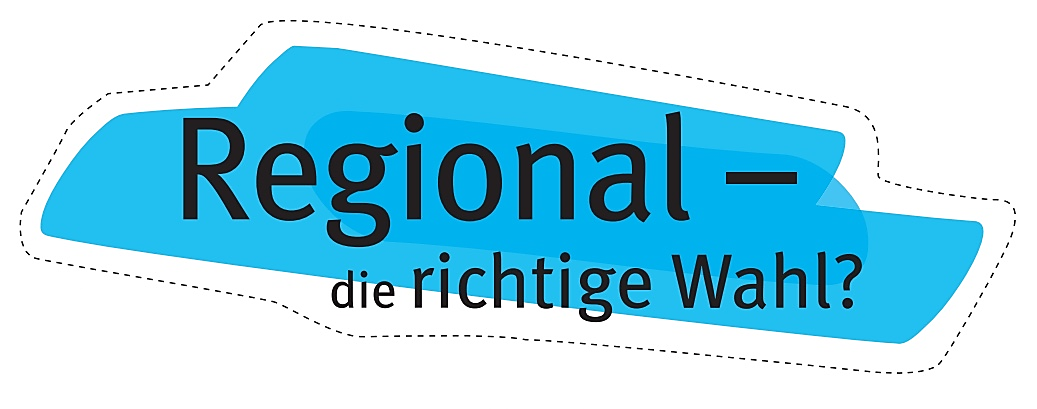 Regional –
die richtige Wahl?